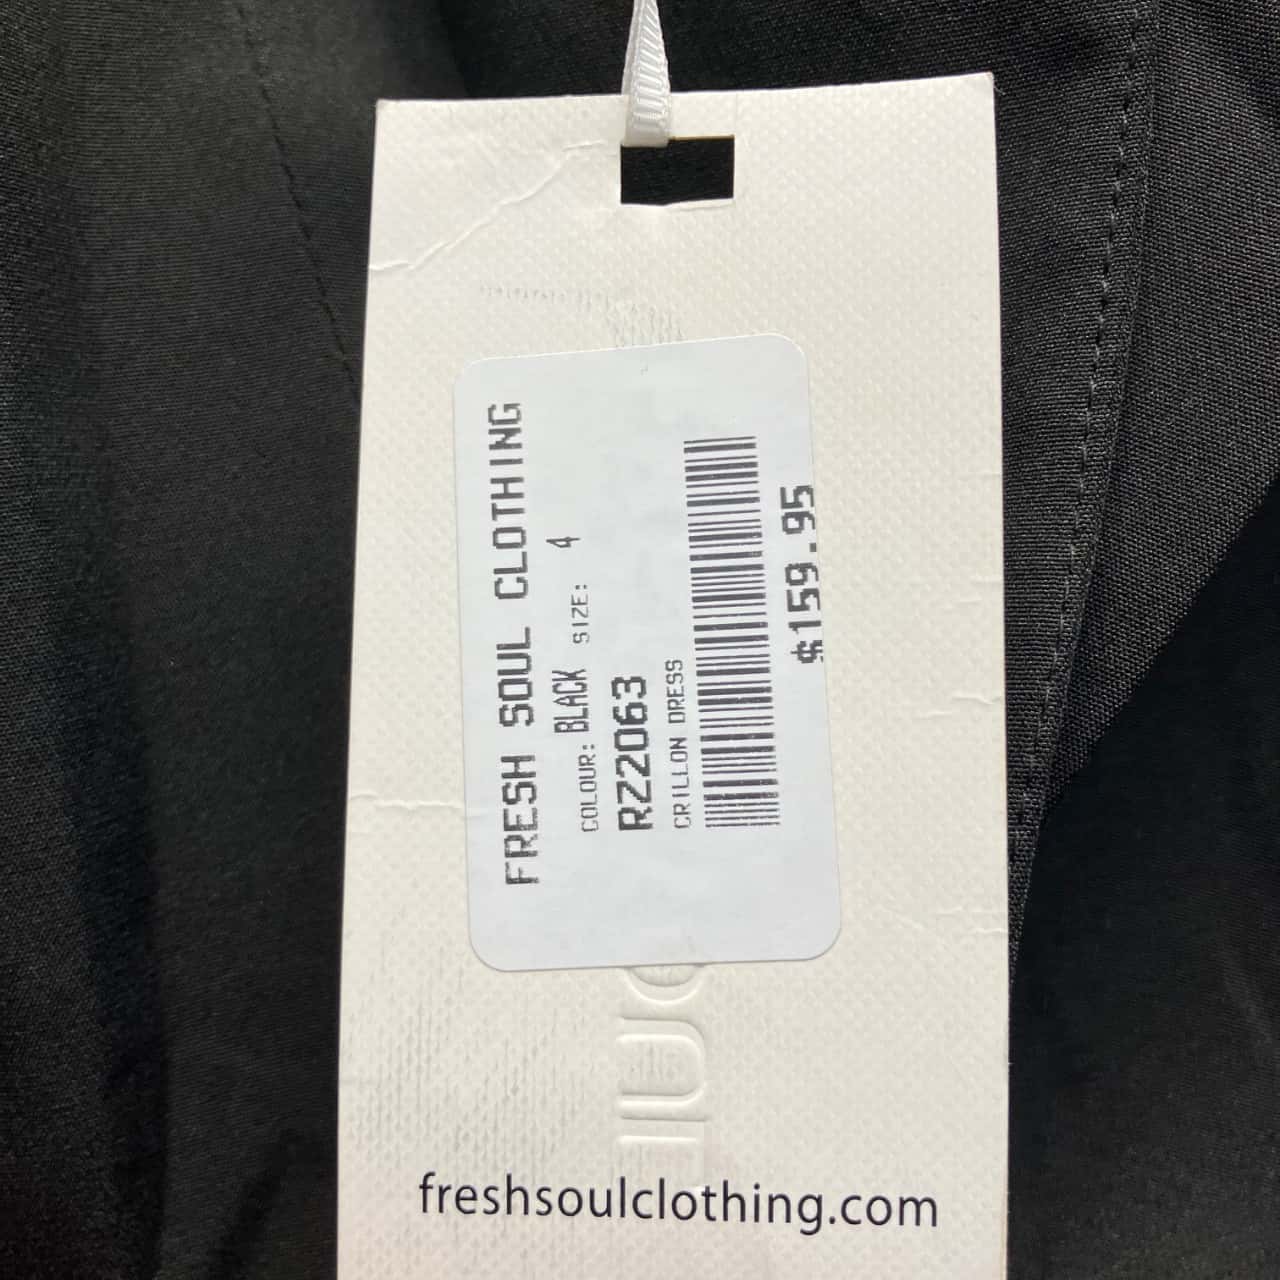 FRESH SOUL CLOTHING
COLOUR: BLACK SIZE: 4
RZ2063
CRILLON DRESS
$159.95
freshsoulclothing.com